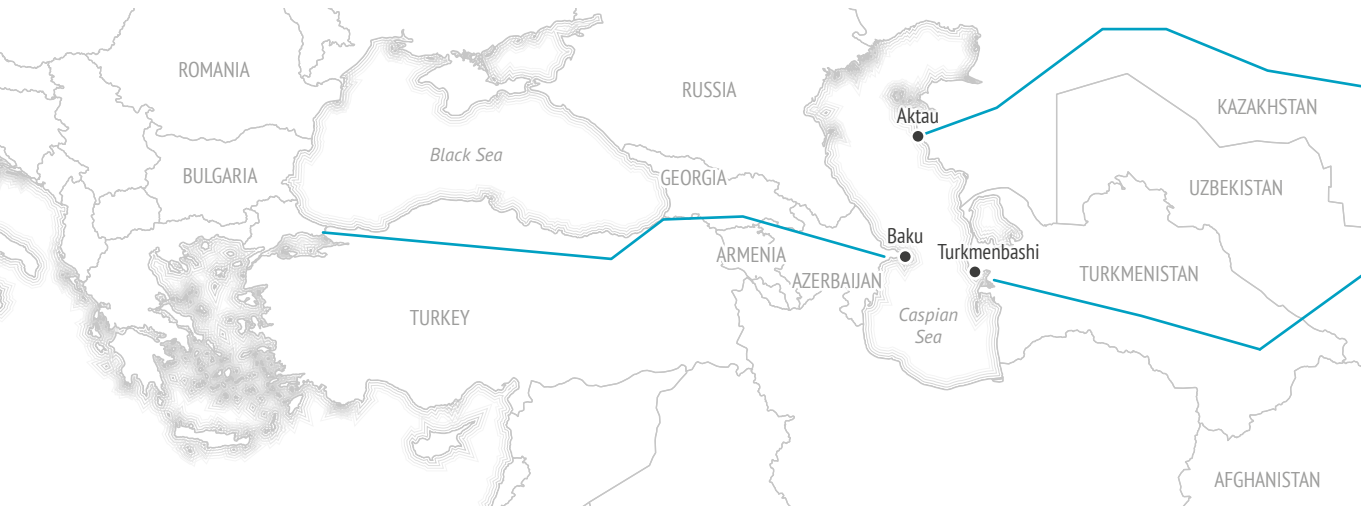 ROMANIA
RUSSIA
KAZAKHSTAN
Aktau
Black Sea
BULGARIA
GEORGIA
UZBEKISTAN
Baku
Turkmenbashi
ARMENIA
AZERBAIJAN
TURKMENISTAN
TURKEY
Caspian
Sea
AFGHANISTAN